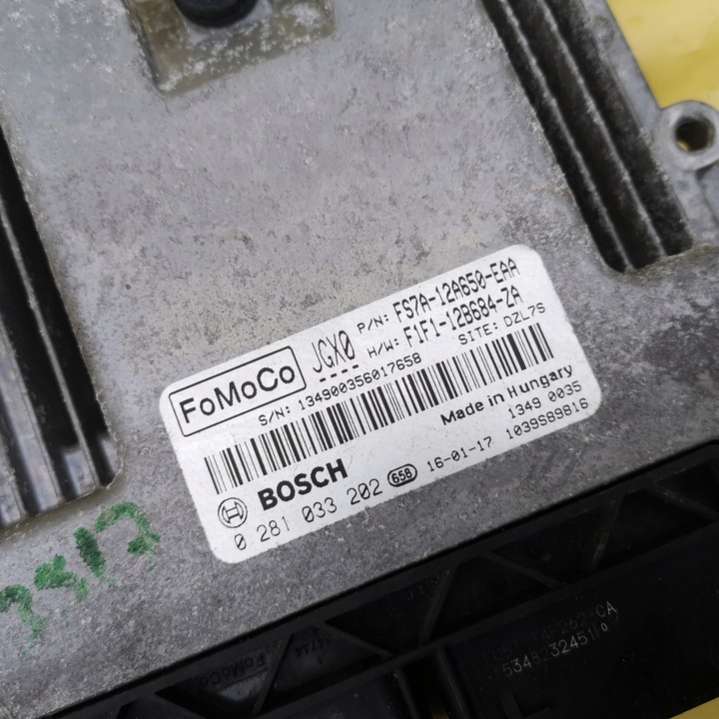 FoMoCo
JGX0
P/N: FS7A-12A650-EAA
H/W: F1F1-12B684-ZA
S/N: 134900356017658
SITE: DZL7S
Made in Hungary
BOSCH
16-01-17
1349 0035
0 281 033 202
658
1039S89816
FoMoCo